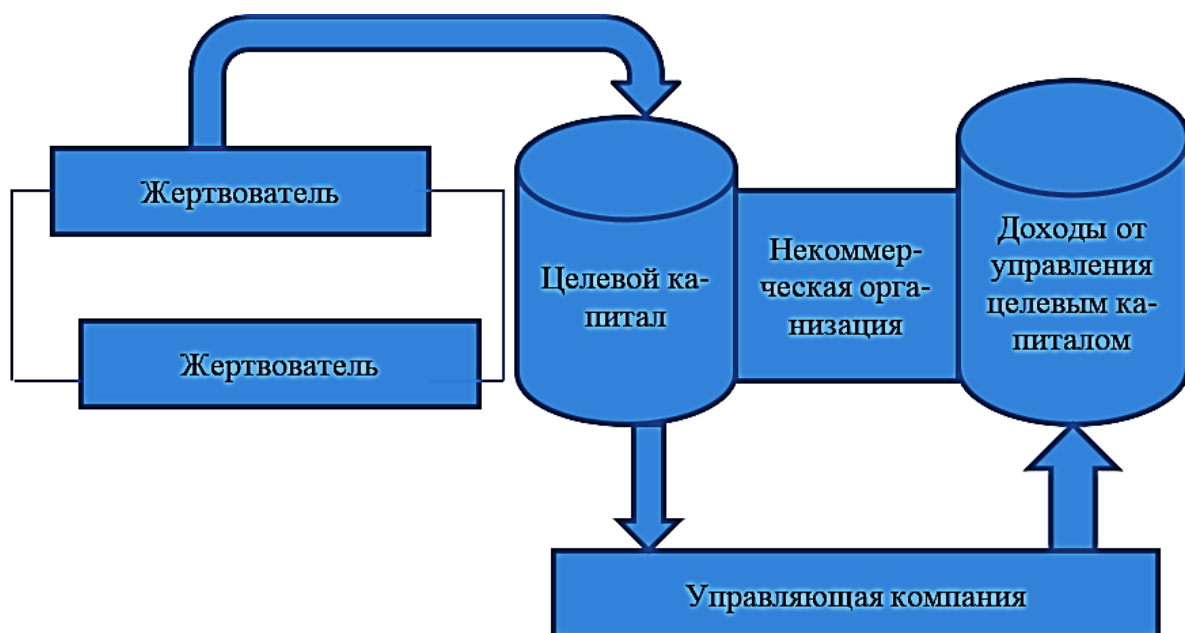 Жертвователь
Жертвователь
Целевой ка-
питал
Некоммер-
ческая орга-
низация
Доходы от
управления
целевым ка-
питалом
Управляющая компания